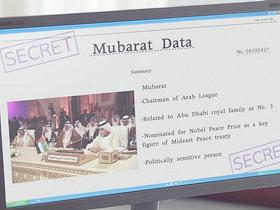 SECRET
Mubarat Data
No. 08200427
Summary
Mubarat
-Chairman of Arab League
-Related to Abu Dhabi royal family as No. 3
-Nominated for Nobel Peace Prize as a key
figure of Mideast Peace treaty
-Politically sensitive person
SECRE